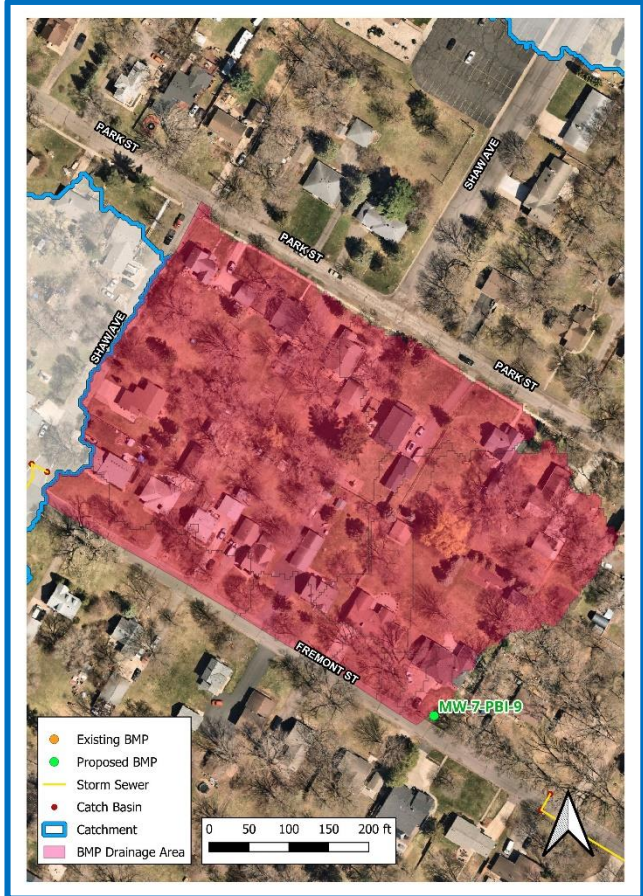 PARK ST
SHAW AVE
PARK ST
SHAW AVE
PARK ST
FREMONT ST
MW-7-PBI-9
Existing BMP
Proposed BMP
Storm Sewer
Catch Basin
Catchment
BMP Drainage Area
0 50 100 150 200 ft